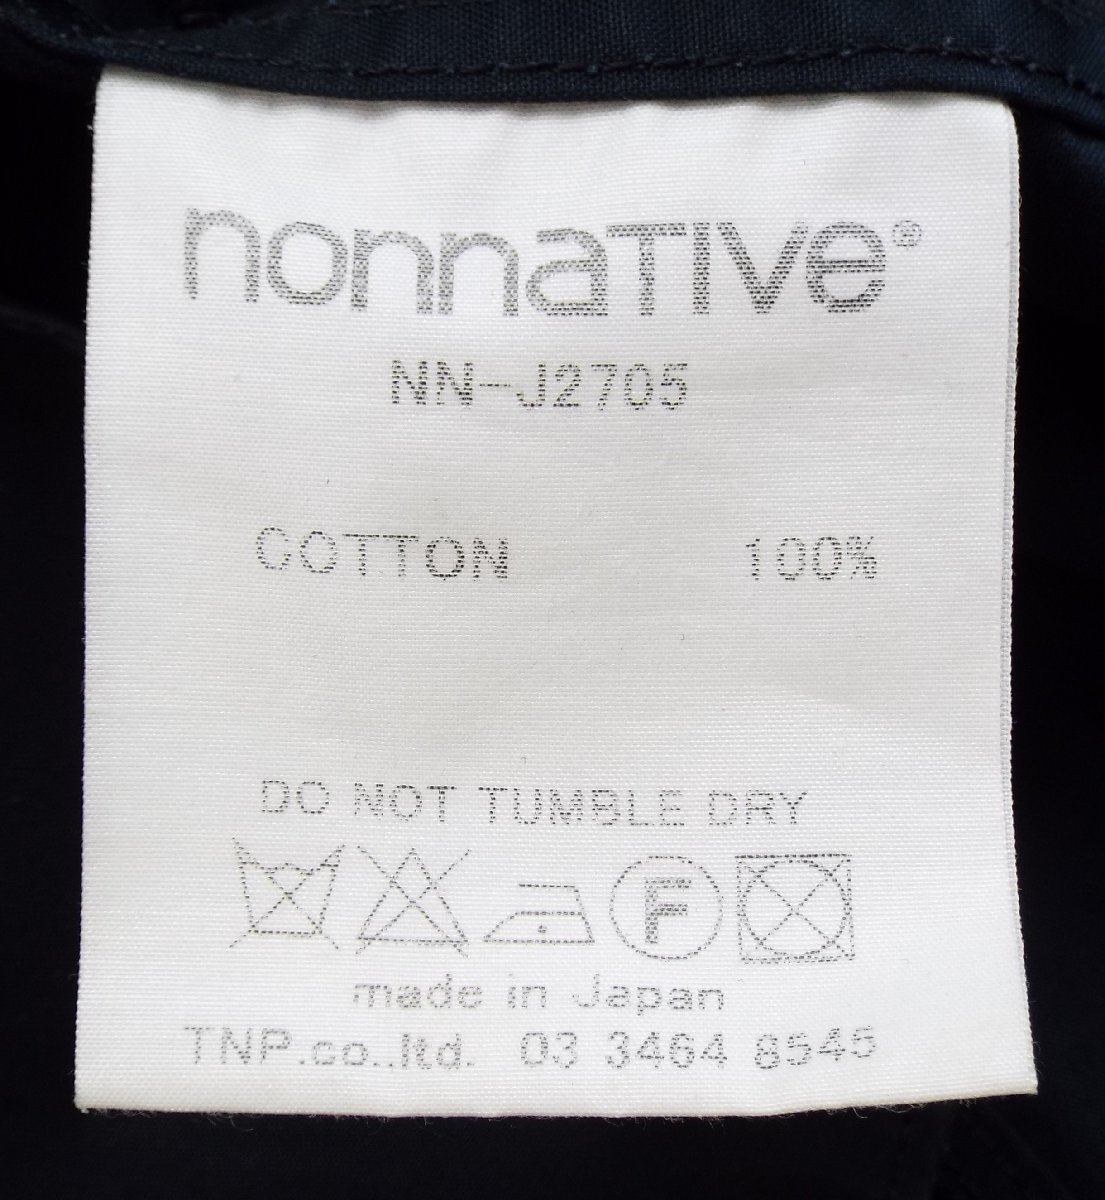 nonnaTIve®
NN-J2705
COTTON 100%
DO NOT TUMBLE DRY
F
made in Japan
TNP.co.,ltd. 03 3464 8545